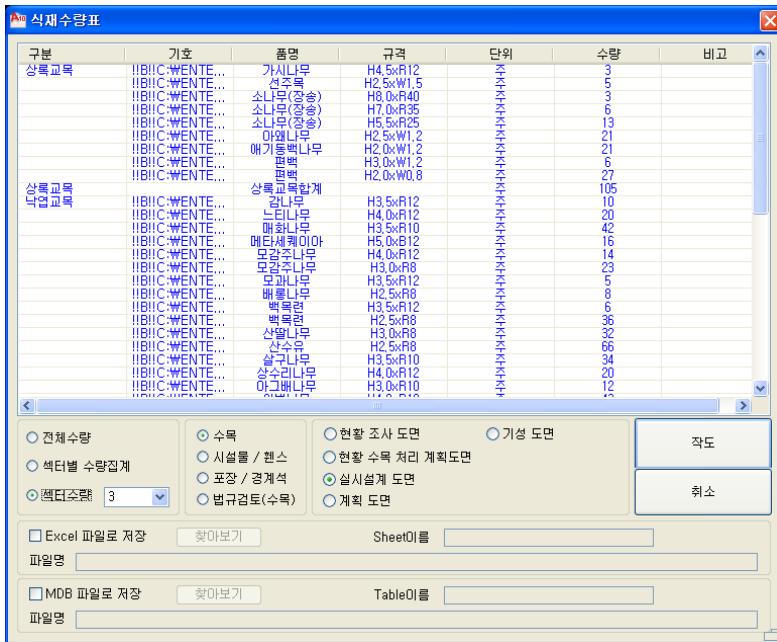 식재수량표
구분 기호 품명 규격 단위 수량 비고
상록교목 !!B!!C:₩ENTE... 가시나무 H4,5xR12 주 3
!!B!!C:₩ENTE... 선주목 H2,5xW1,5 주 5
!!B!!C:₩ENTE... 소나무(장송) H8,0xR40 주 3
!!B!!C:₩ENTE... 소나무(장송) H7,0xR35 주 6
!!B!!C:₩ENTE... 소나무(장송) H5,5xR25 주 13
!!B!!C:₩ENTE... 아왜나무 H2,5xW1,2 주 21
!!B!!C:₩ENTE... 애기동백나무 H2,0xW1,2 주 21
!!B!!C:₩ENTE... 편백 H3,0xW1,2 주 6
!!B!!C:₩ENTE... 편백 H2,0xW0,8 주 27
상록교목 상록교목합계 주 105
낙엽교목 !!B!!C:₩ENTE... 감나무 H3,5xR12 주 10
!!B!!C:₩ENTE... 느티나무 H4,0xR12 주 20
!!B!!C:₩ENTE... 매화나무 H3,5xR10 주 42
!!B!!C:₩ENTE... 메타세쿼이아 H5,0xB12 주 16
!!B!!C:₩ENTE... 모감주나무 H4,0xR12 주 14
!!B!!C:₩ENTE... 모감주나무 H3,0xR8 주 23
!!B!!C:₩ENTE... 모과나무 H3,5xR12 주 5
!!B!!C:₩ENTE... 배롱나무 H2,5xR8 주 8
!!B!!C:₩ENTE... 백목련 H3,5xR12 주 6
!!B!!C:₩ENTE... 백목련 H2,5xR8 주 36
!!B!!C:₩ENTE... 산딸나무 H3,0xR8 주 32
!!B!!C:₩ENTE... 산수유 H2,5xR8 주 66
!!B!!C:₩ENTE... 살구나무 H3,5xR10 주 34
!!B!!C:₩ENTE... 상수리나무 H4,0xR12 주 20
!!B!!C:₩ENTE... 아그배나무 H3,0xR10 주 12
전체수량 수목 현황 조사 도면 기성 도면 작도
섹터별 수량집계 시설물 / 휀스 현황 수목 처리 계획도면
섹터수량 3 포장 / 경계석 실시설계 도면 취소
법규검토(수목) 계획 도면
Excel 파일로 저장 찾아보기 Sheet이름
파일명
MDB 파일로 저장 찾아보기 Table이름
파일명